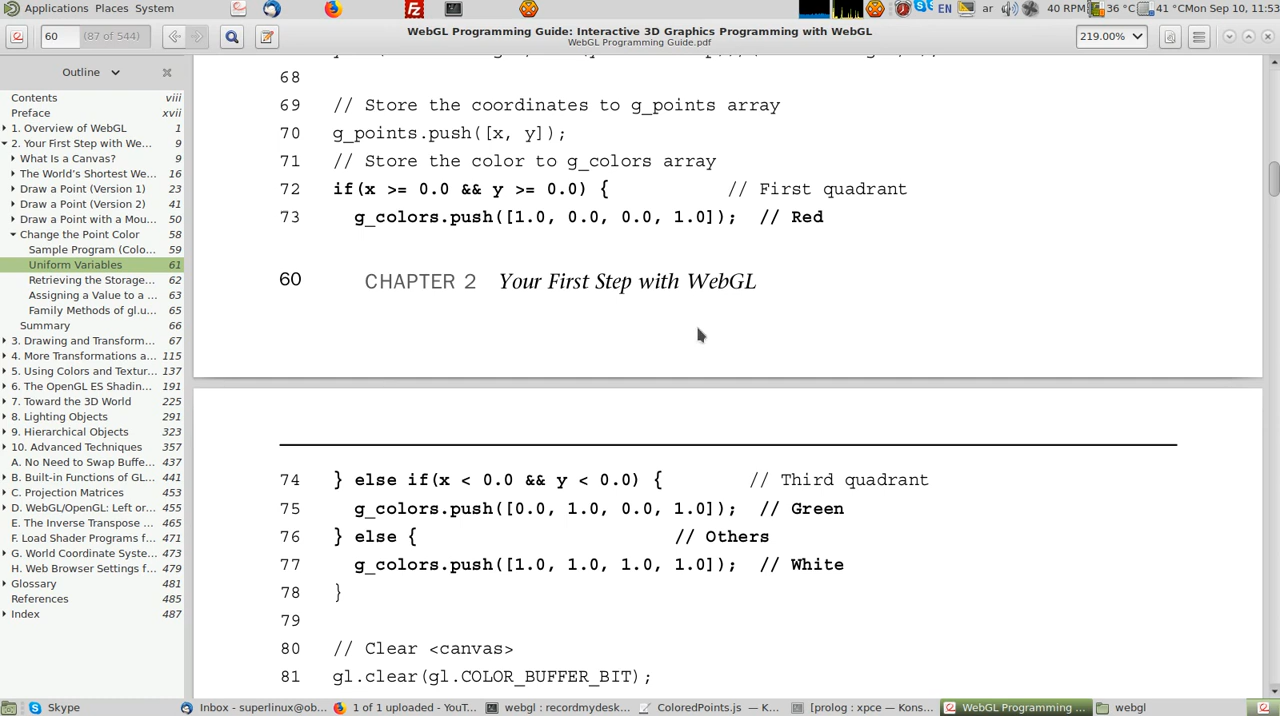 Applications Places System EN ar 40 RPM 36 °C 41 °C Mon Sep 10, 11:53
60 (87 of 544) WebGL Programming Guide: Interactive 3D Graphics Programming with WebGL 219.00%
WebGL Programming Guide.pdf
Outline
Contents viii
Preface xvii
1. Overview of WebGL 1
2. Your First Step with We... 9
What Is a Canvas? 9
The World's Shortest We... 16
Draw a Point (Version 1) 23
Draw a Point (Version 2) 41
Draw a Point with a Mou... 50
Change the Point Color 58
Sample Program (Colo... 59
Uniform Variables 61
Retrieving the Storage... 62
Assigning a Value to a ... 63
Family Methods of gl.u... 65
Summary 66
3. Drawing and Transform... 67
4. More Transformations a... 115
5. Using Colors and Textur... 137
6. The OpenGL ES Shadin... 191
7. Toward the 3D World 225
8. Lighting Objects 291
9. Hierarchical Objects 323
10. Advanced Techniques 357
A. No Need to Swap Buffe... 437
B. Built-in Functions of GL... 441
C. Projection Matrices 453
D. WebGL/OpenGL: Left or... 455
E. The Inverse Transpose ... 465
F. Load Shader Programs f... 471
G. World Coordinate Syste... 473
H. Web Browser Settings f... 479
Glossary 481
References 485
Index 487
68
69 // Store the coordinates to g_points array
70 g_points.push([x, y]);
71 // Store the color to g_colors array
72 if(x >= 0.0 && y >= 0.0) { // First quadrant
73 g_colors.push([1.0, 0.0, 0.0, 1.0]); // Red
60 CHAPTER 2 Your First Step with WebGL
74 } else if(x < 0.0 && y < 0.0) { // Third quadrant
75 g_colors.push([0.0, 1.0, 0.0, 1.0]); // Green
76 } else { // Others
77 g_colors.push([1.0, 1.0, 1.0, 1.0]); // White
78 }
79
80 // Clear <canvas>
81 gl.clear(gl.COLOR_BUFFER_BIT);
Skype Inbox - superlinux@ob... 1 of 1 uploaded - YouT... webgl : recordmydesk... ColoredPoints.js — K... [prolog : xpce — Kons... WebGL Programming ... webgl